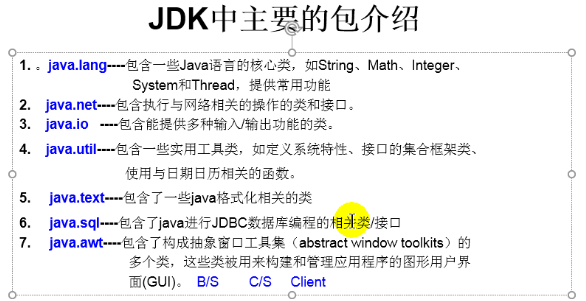 JDK中主要的包介绍
1. 。java.lang----包含一些Java语言的核心类，如String、Math、Integer、
System和Thread，提供常用功能
2. java.net----包含执行与网络相关的操作的类和接口。
3. java.io ----包含能提供多种输入/输出功能的类。
4. java.util----包含一些实用工具类，如定义系统特性、接口的集合框架类、
使用与日期日历相关的函数。
5. java.text----包含了一些java格式化相关的类
6. java.sql----包含了java进行JDBC数据库编程的相关类/接口
7. java.awt----包含了构成抽象窗口工具集（abstract window toolkits）的
多个类，这些类被用来构建和管理应用程序的图形用户界
面(GUI)。 B/S C/S Client